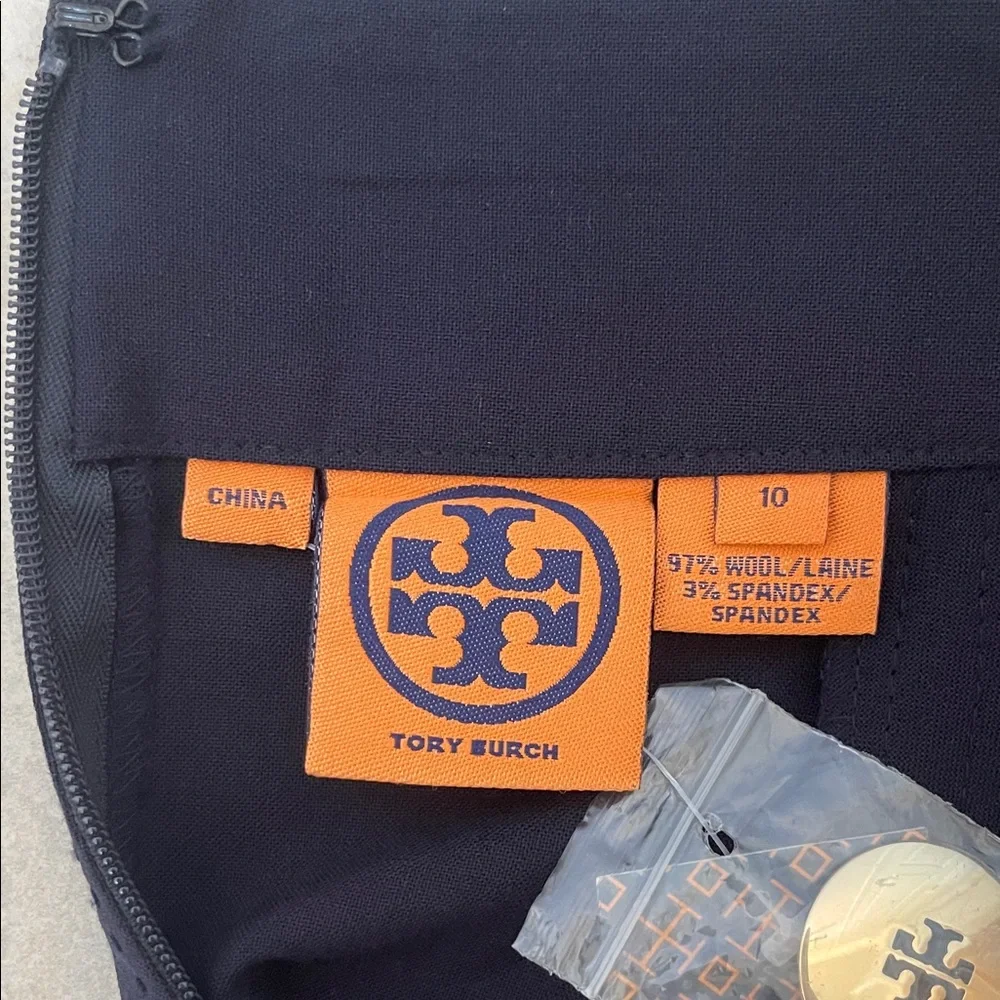 CHINA
TORY BURCH
10
97% WOOL/LAINE
3% SPANDEX/
SPANDEX